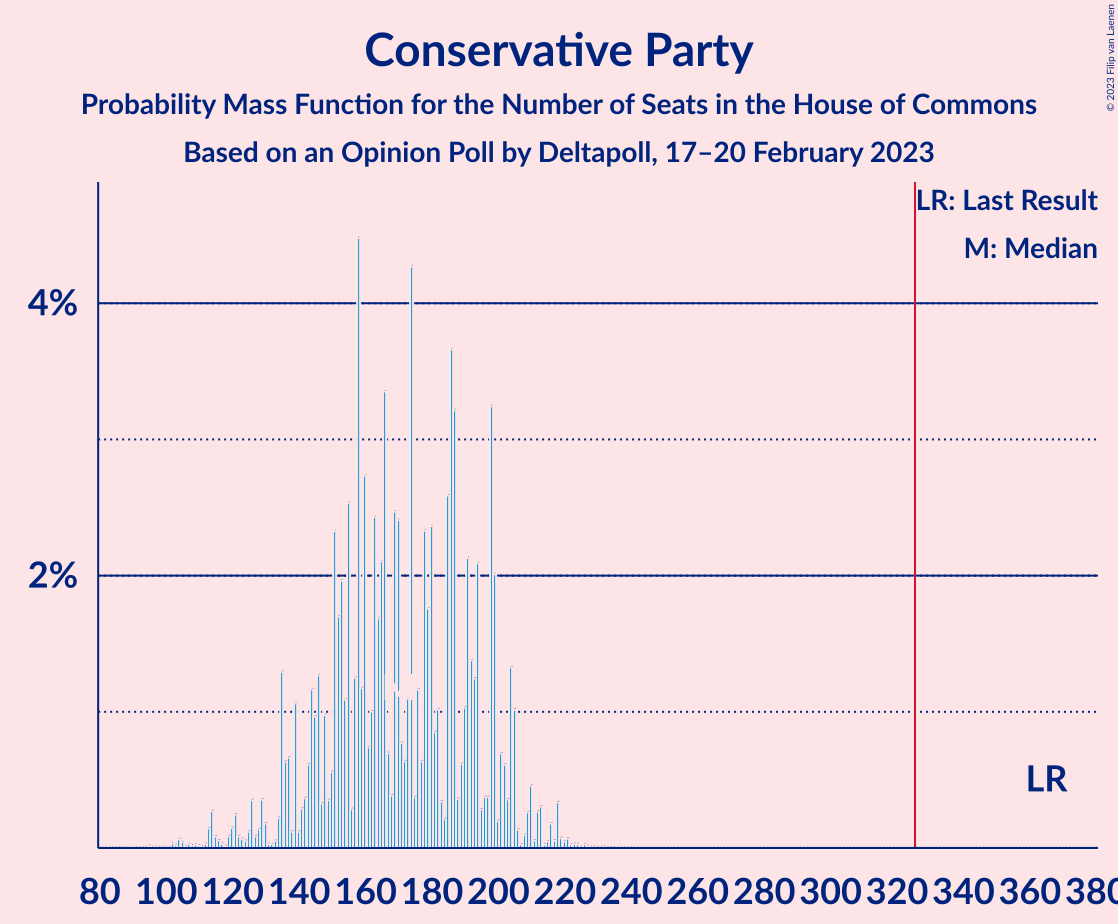 Conservative Party
Probability Mass Function for the Number of Seats in the House of Commons
Based on an Opinion Poll by Deltapoll, 17–20 February 2023
© 2023 Filip van Laenen
LR: Last Result
M: Median
4%
2%
LR
80 100 120 140 160 180 200 220 240 260 280 300 320 340 360 380